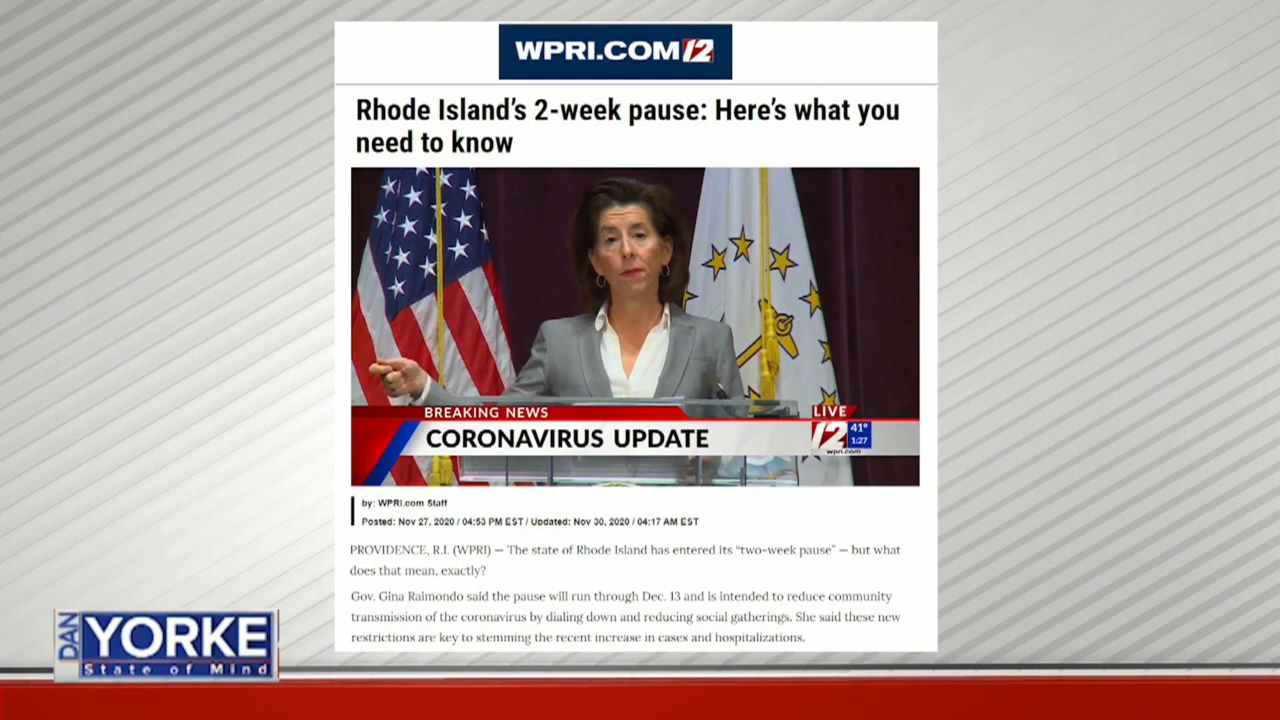 WPRI.COM 12
Rhode Island's 2-week pause: Here's what you
need to know
BREAKING NEWS
CORONAVIRUS UPDATE
LIVE
12
41°
1:27
wpri.com
by: WPRI.com Staff
Posted: Nov 27, 2020 / 04:53 PM EST / Updated: Nov 30, 2020 / 04:17 AM EST
PROVIDENCE, R.I. (WPRI) — The state of Rhode Island has entered its “two-week pause” — but what
does that mean, exactly?
Gov. Gina Raimondo said the pause will run through Dec. 13 and is intended to reduce community
transmission of the coronavirus by dialing down and reducing social gatherings. She said these new
restrictions are key to stemming the recent increase in cases and hospitalizations.
DAN
YORKE
State of Mind